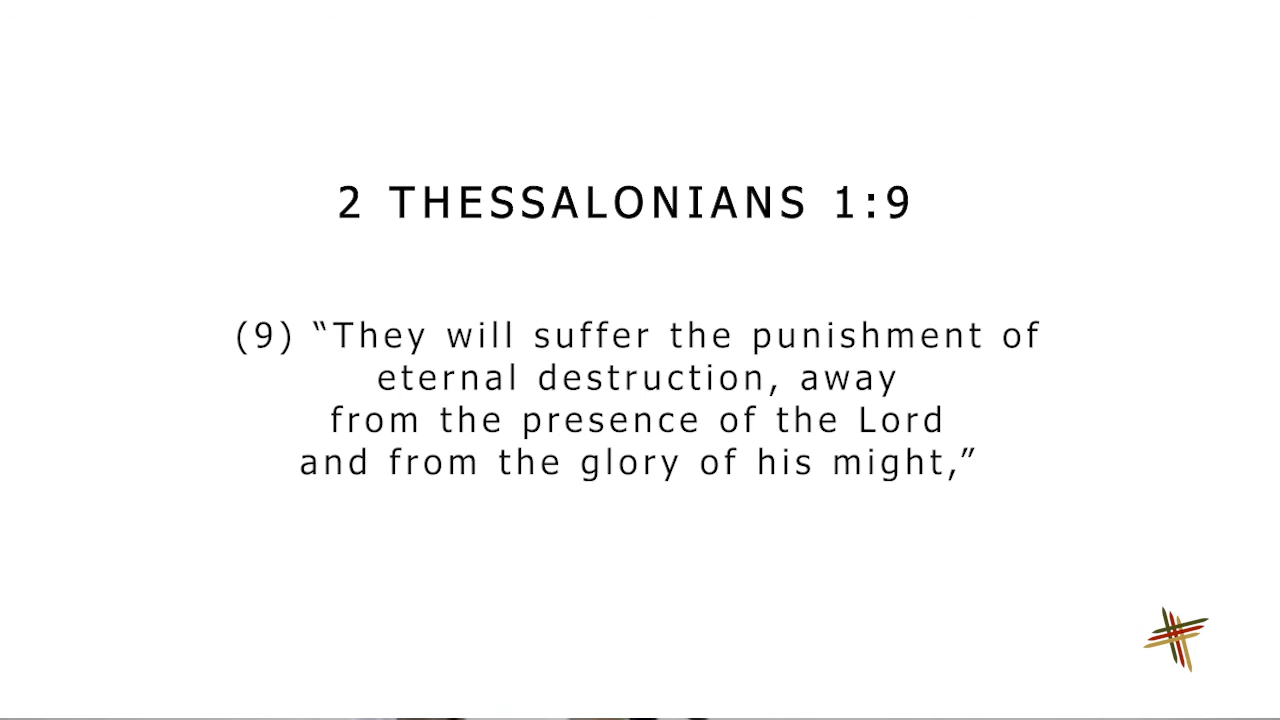 2 THESSALONIANS 1:9
(9) “They will suffer the punishment of
eternal destruction, away
from the presence of the Lord
and from the glory of his might,”